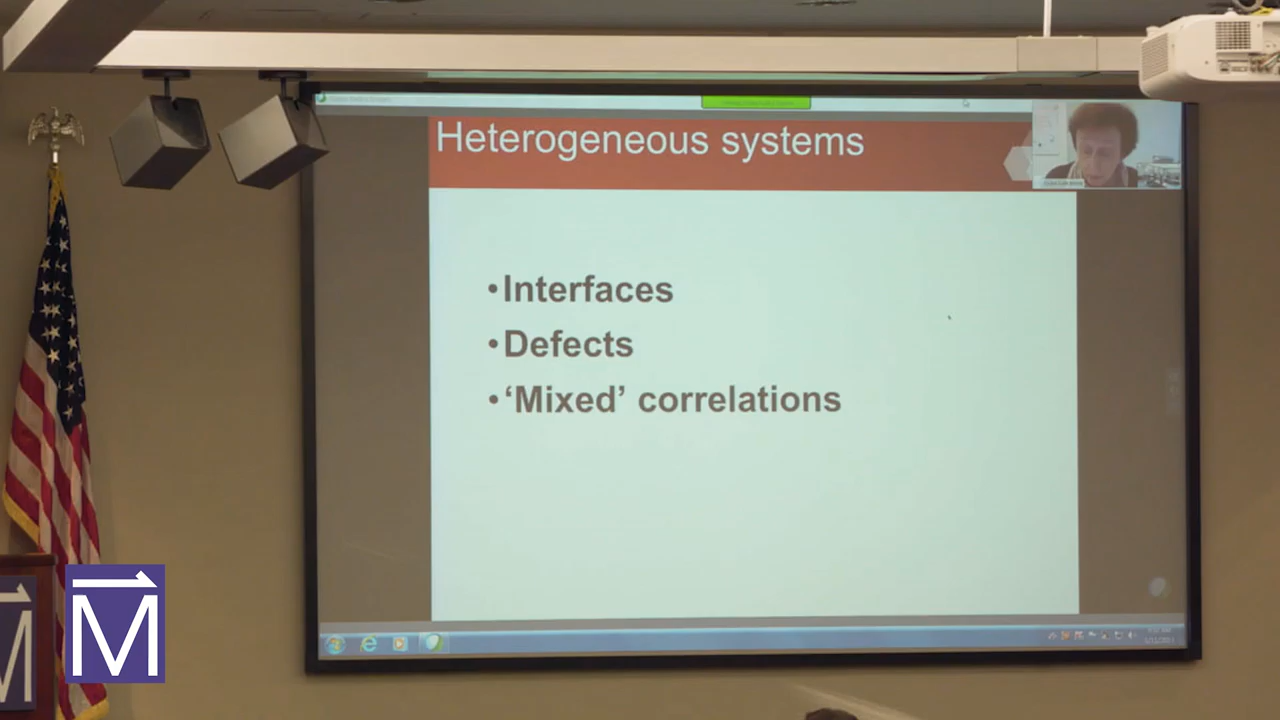 Heterogeneous systems
•Interfaces
•Defects
•‘Mixed’ correlations
M
M